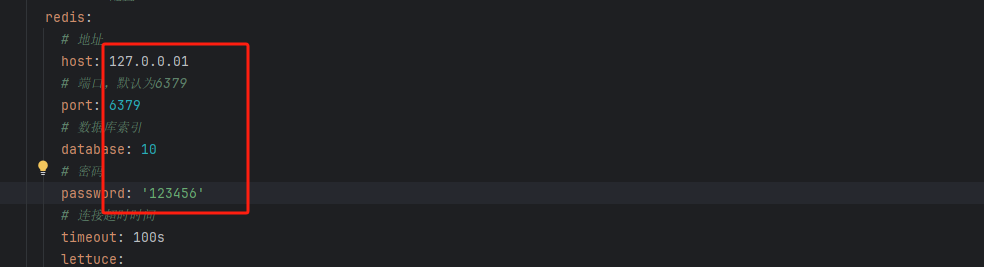 redis:
# 地址
host: 127.0.0.01
# 端口，默认为6379
port: 6379
# 数据库索引
database: 10
# 密码
password: '123456'
# 连接超时时间
timeout: 100s
lettuce: